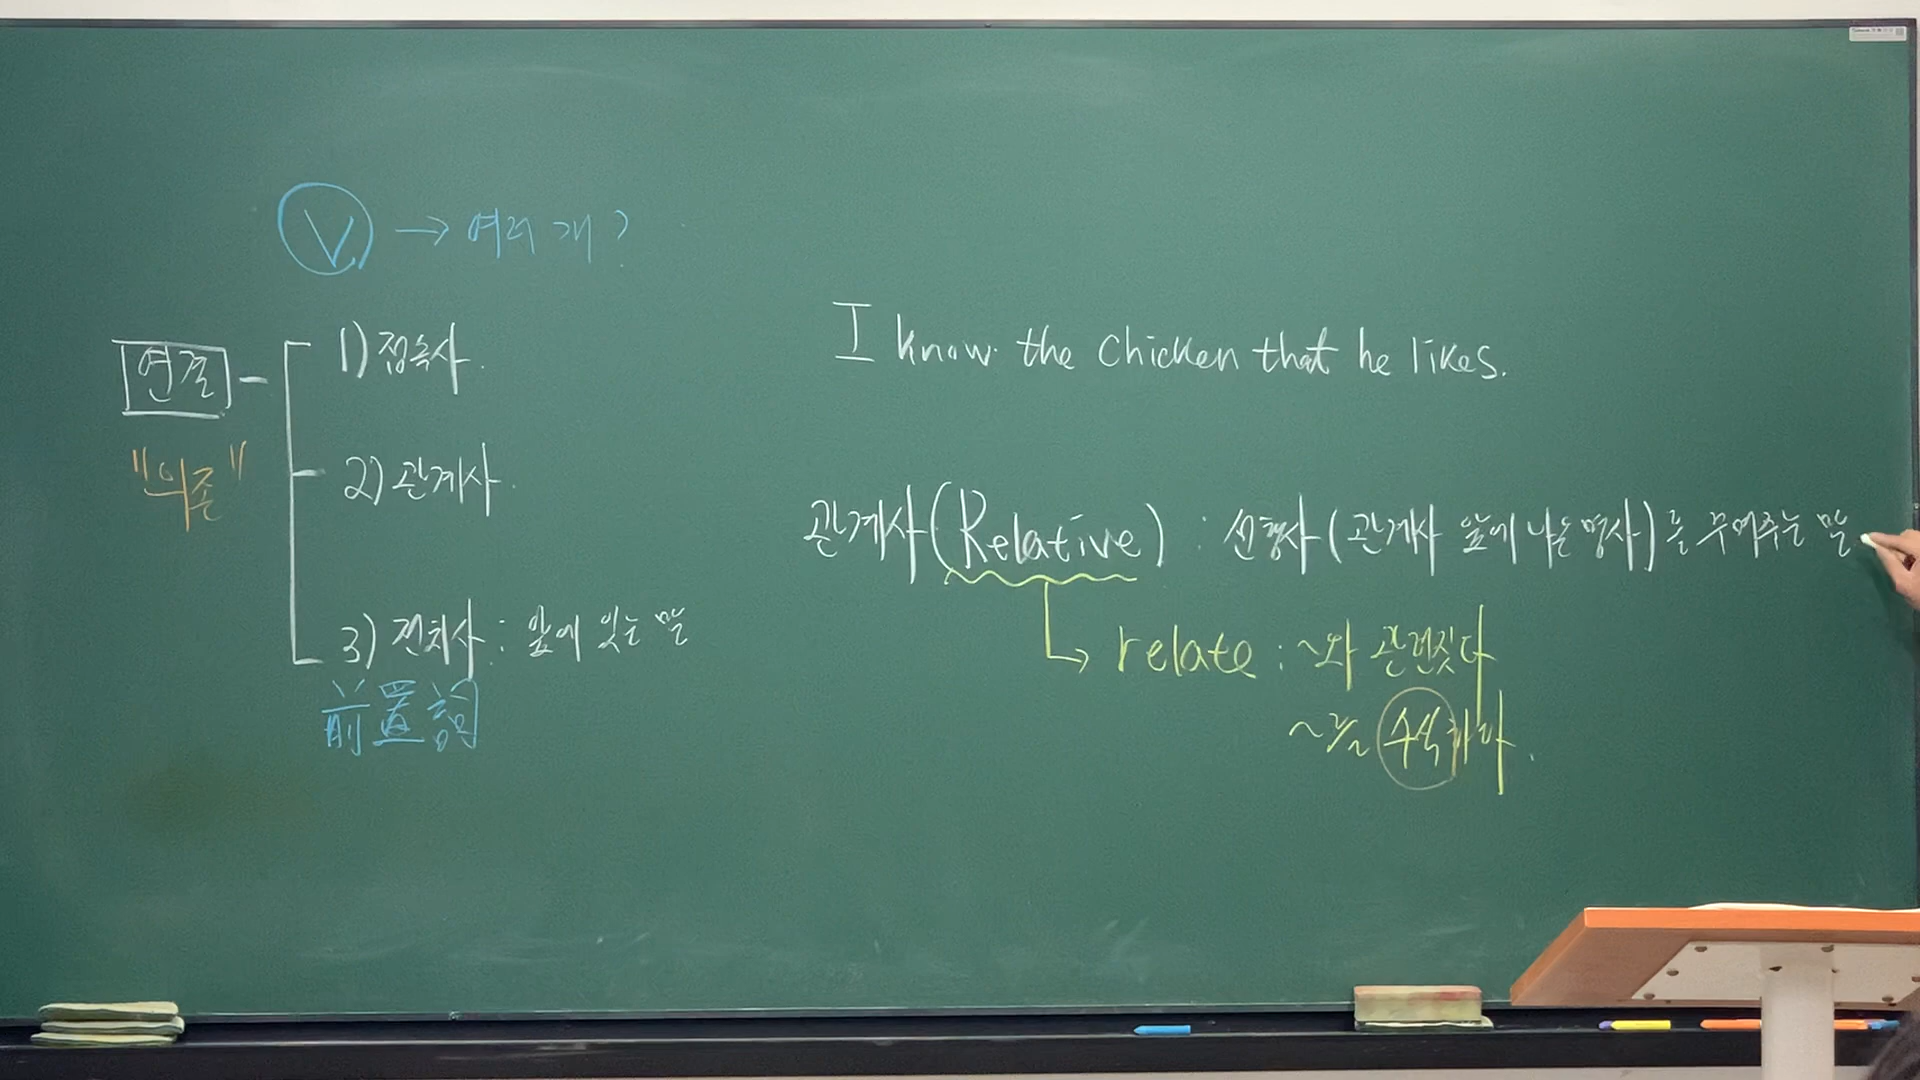 V. → 여러 개?
연결
"의존"
1) 접속사.
2) 관계사.
3) 전치사 : 앞에 있는 말
前置詞
I know the chicken that he likes.
관계사(Relative) : 선행사(관계사 앞에 나온 명사)를 꾸며주는 말
relate : ~와 관련짓다
~을 수식하다.